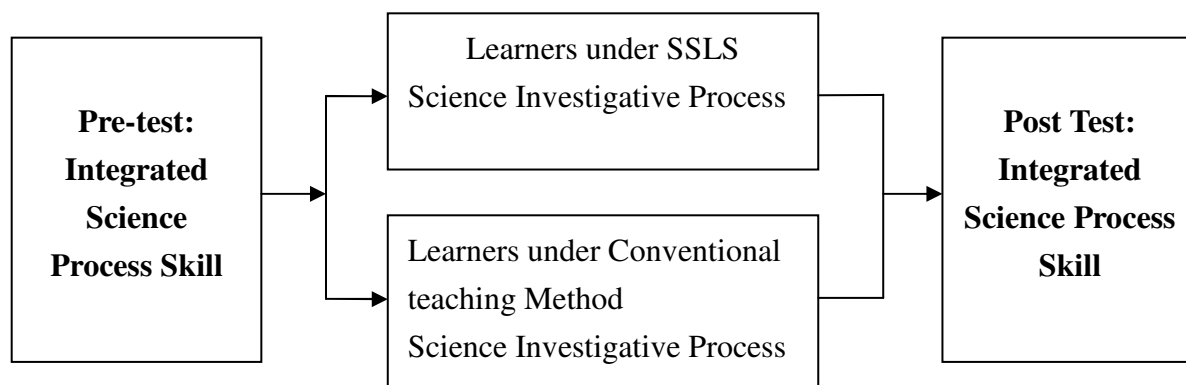 Pre-test:
Integrated
Science
Process Skill
Learners under SSLS
Science Investigative Process
Learners under Conventional
teaching Method
Science Investigative Process
Post Test:
Integrated
Science Process
Skill